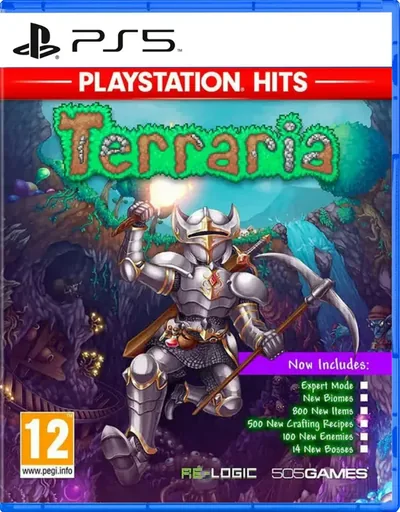 PS5
PLAYSTATION HITS
Terraria
Now Includes:
Expert Mode
New Biomes
800 New Items
500 New Crafting Recipes
100 New Enemies
14 New Bosses
12
www.pegi.info
RE-LOGIC
505GAMES